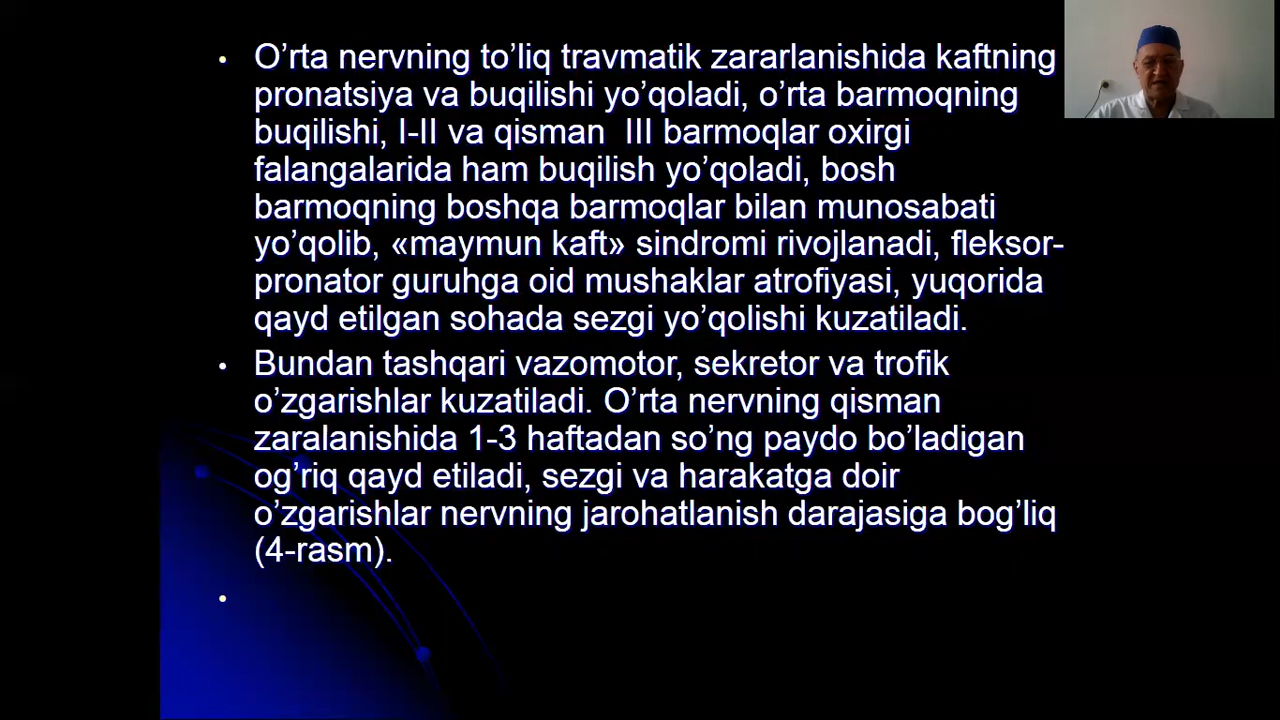 • O’rta nervning to’liq travmatik zararlanishida kaftning
pronatsiya va buqilishi yo’qoladi, o’rta barmoqning
buqilishi, I-II va qisman III barmoqlar oxirgi
falangalarida ham buqilish yo’qoladi, bosh
barmoqning boshqa barmoqlar bilan munosabati
yo’qolib, «maymun kaft» sindromi rivojlanadi, fleksor-
pronator guruhga oid mushaklar atrofiyasi, yuqorida
qayd etilgan sohada sezgi yo’qolishi kuzatiladi.
• Bundan tashqari vazomotor, sekretor va trofik
o’zgarishlar kuzatiladi. O’rta nervning qisman
zaralanishida 1-3 haftadan so’ng paydo bo’ladigan
og’riq qayd etiladi, sezgi va harakatga doir
o’zgarishlar nervning jarohatlanish darajasiga bog’liq
(4-rasm).
•